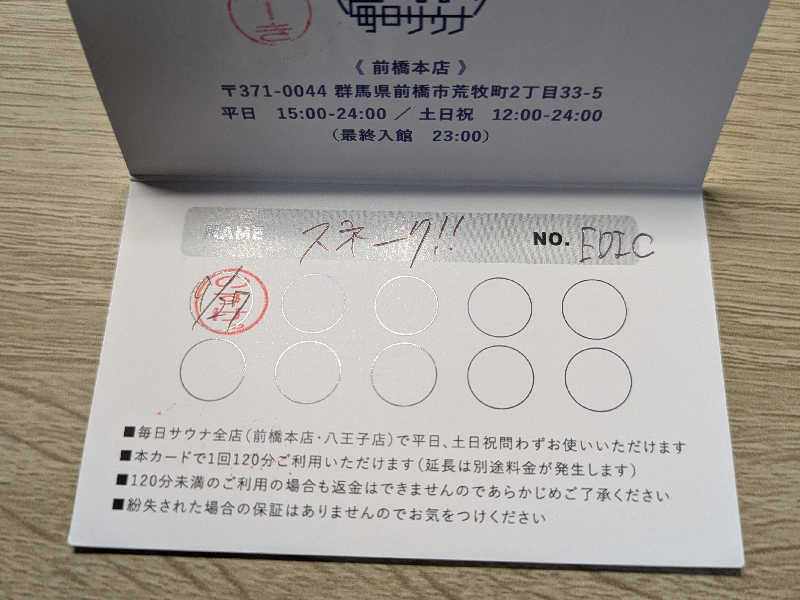 毎日サウナ
《 前橋本店 》
〒371-0044 群馬県前橋市荒牧町2丁目33-5
平日 15:00-24:00 ／ 土日祝 12:00-24:00
（最終入館 23:00）
NAME スネーク!! NO. EDIC
9/27
■毎日サウナ全店（前橋本店・八王子店）で平日、土日祝問わずお使いいただけます
■本カードで1回120分ご利用いただけます（延長は別途料金が発生します）
■120分未満のご利用の場合も返金はできませんのであらかじめご了承ください
■紛失された場合の保証はありませんのでお気をつけください